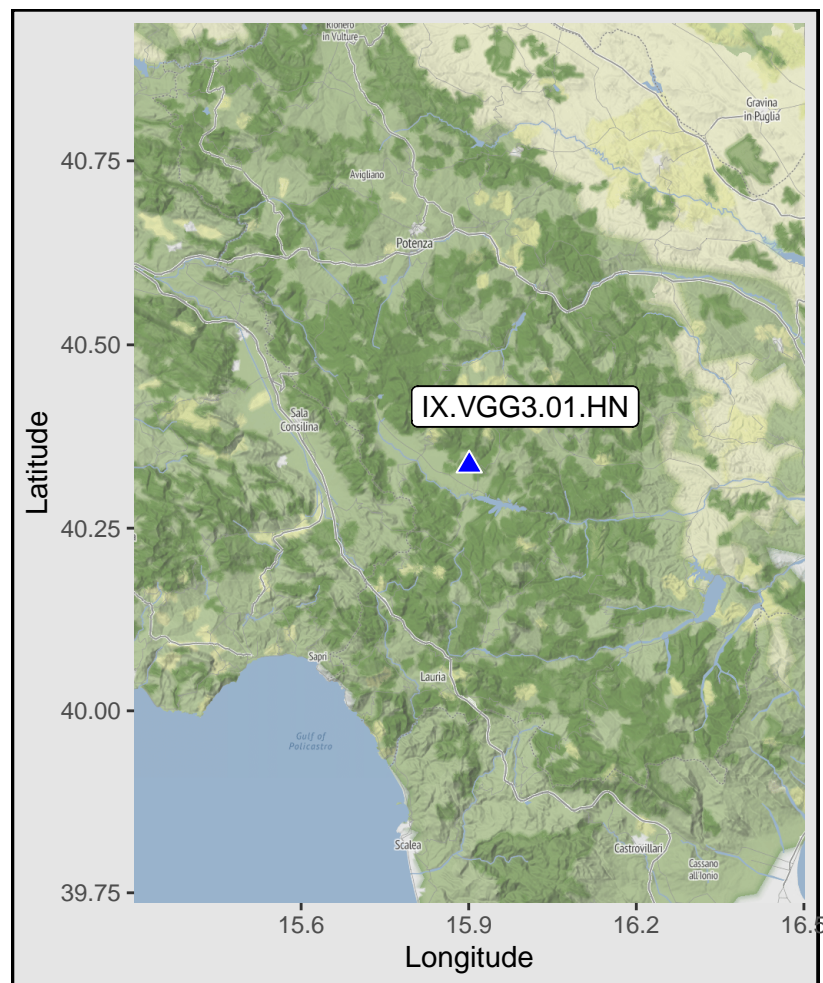 Rionero
in Vulture
Gravina
in Puglia
40.75
Avigliano
Potenza
40.50
IX.VGG3.01.HN
Sala
Consilina
Latitude
40.25
Sapri
Lauria
40.00
Gulf of
Policastro
Scalea
Castrovillari
Cassano
all'Ionio
39.75
15.6
15.9
16.2
16.5
Longitude